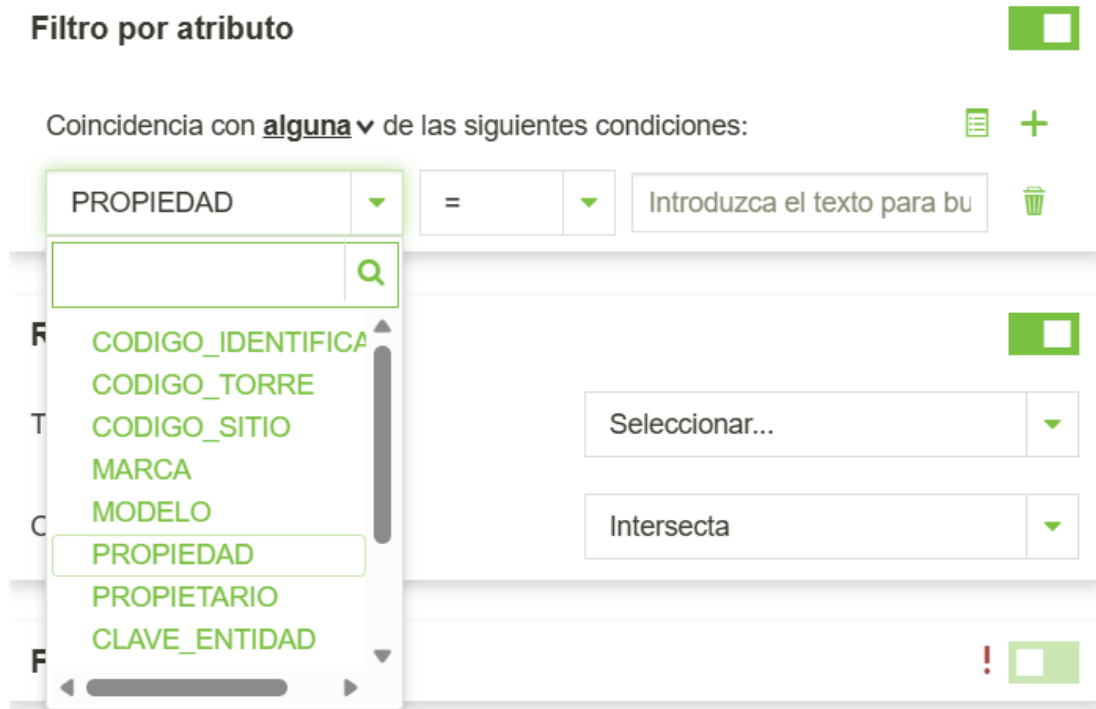 Filtro por atributo
Coincidencia con alguna de las siguientes condiciones:
PROPIEDAD
=
Introduzca el texto para bu
CODIGO_IDENTIFICA
CODIGO_TORRE
CODIGO_SITIO
MARCA
MODELO
PROPIEDAD
PROPIETARIO
CLAVE_ENTIDAD
Seleccionar...
Intersecta
!